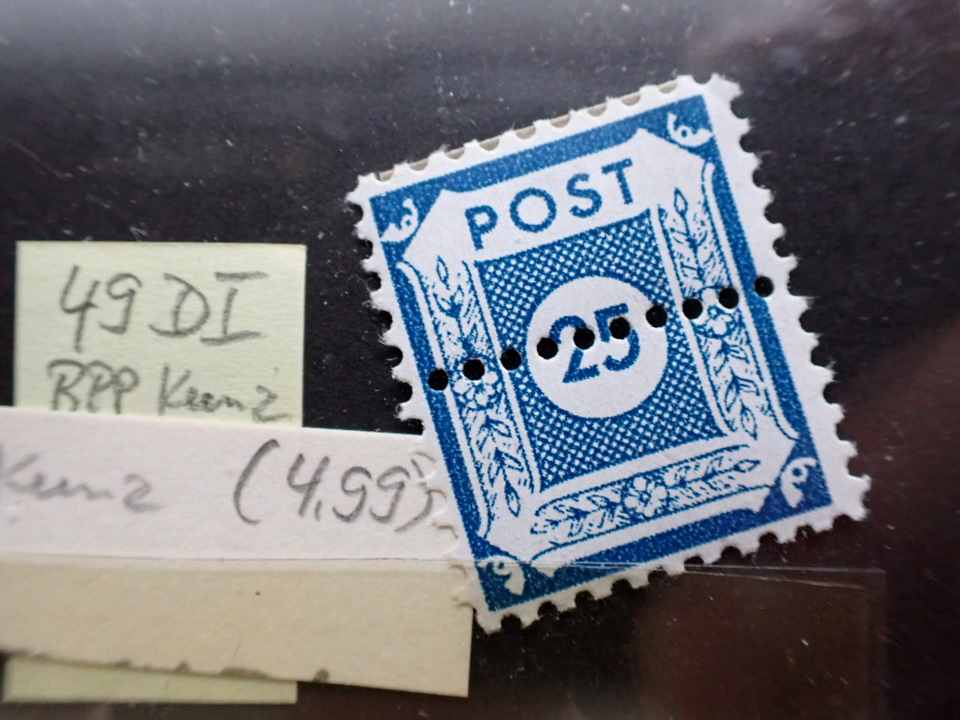 49 DI
BPP Kunz
Kunz (4,99)
POST
25